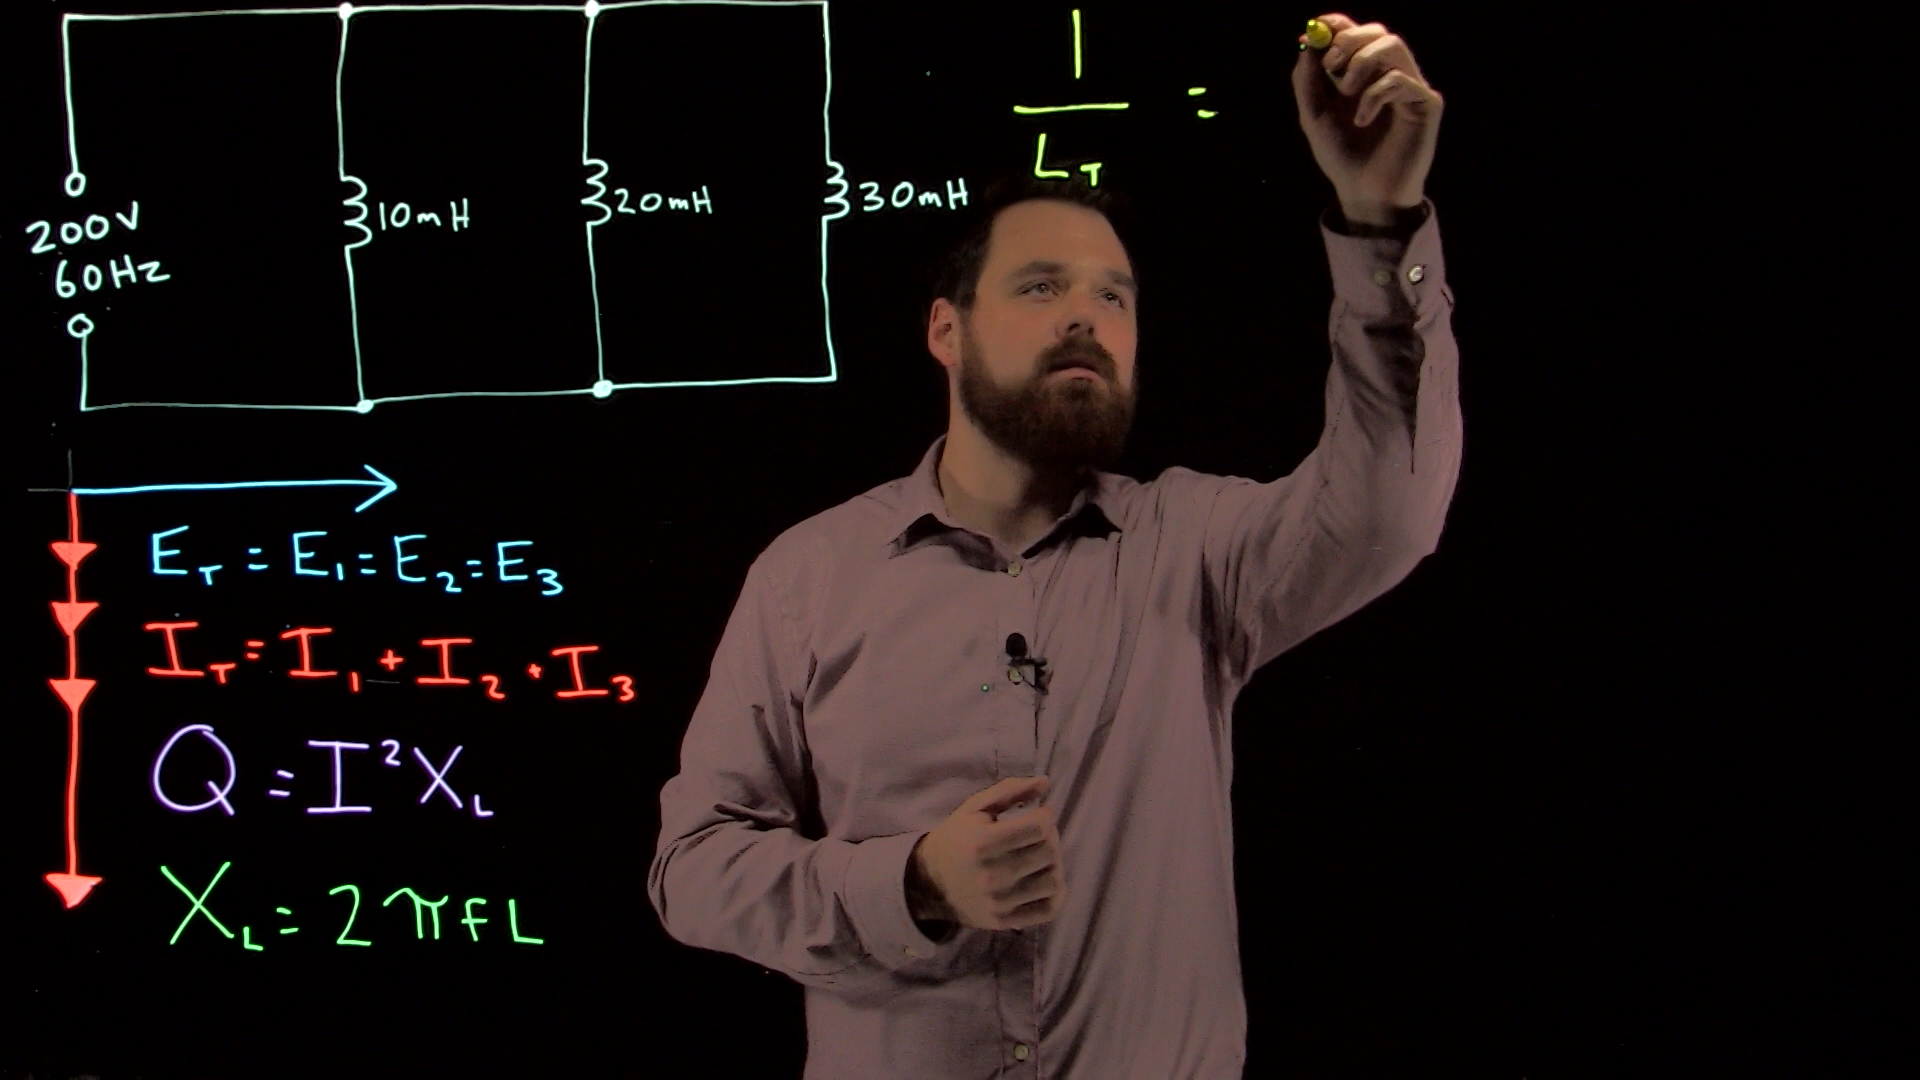 200V
60Hz
10mH
20mH
30mH
1/L_T =
E_T = E_1 = E_2 = E_3
I_T = I_1 + I_2 + I_3
Q = I²X_L
X_L = 2πfL